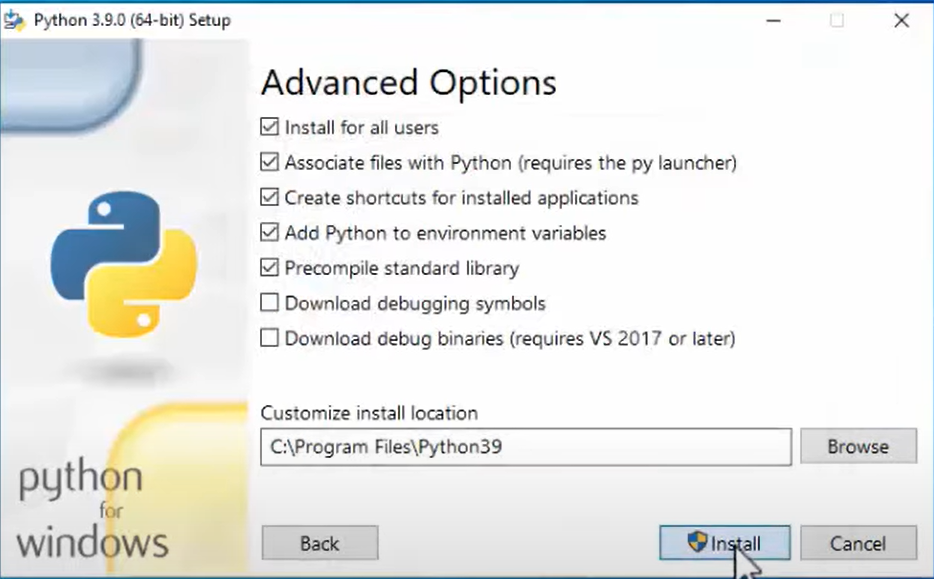 Python 3.9.0 (64-bit) Setup
Advanced Options
Install for all users
Associate files with Python (requires the py launcher)
Create shortcuts for installed applications
Add Python to environment variables
Precompile standard library
Download debugging symbols
Download debug binaries (requires VS 2017 or later)
Customize install location
C:\Program Files\Python39
Browse
python
for
windows
Back
Install
Cancel